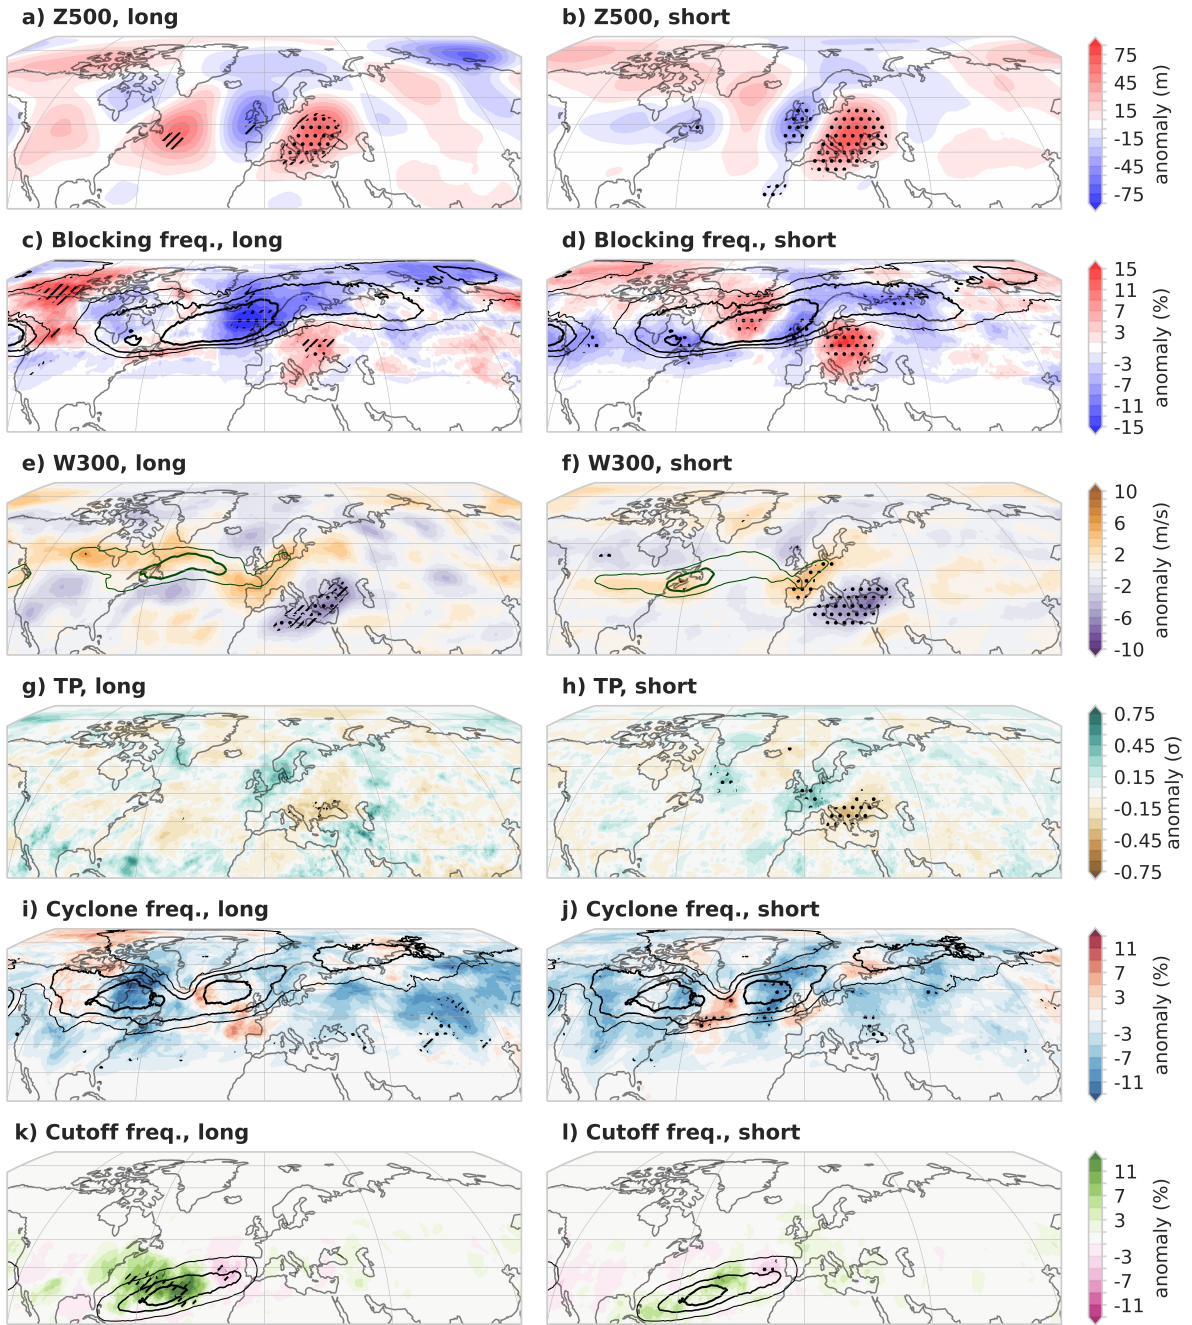 a) Z500, long
b) Z500, short
75
45
15
-15
-45
-75
anomaly (m)
c) Blocking freq., long
d) Blocking freq., short
15
11
7
3
-3
-7
-11
-15
anomaly (%)
e) W300, long
f) W300, short
10
6
2
-2
-6
-10
anomaly (m/s)
g) TP, long
h) TP, short
0.75
0.45
0.15
-0.15
-0.45
-0.75
anomaly (σ)
i) Cyclone freq., long
j) Cyclone freq., short
11
7
3
-3
-7
-11
anomaly (%)
k) Cutoff freq., long
l) Cutoff freq., short
11
7
3
-3
-7
-11
anomaly (%)